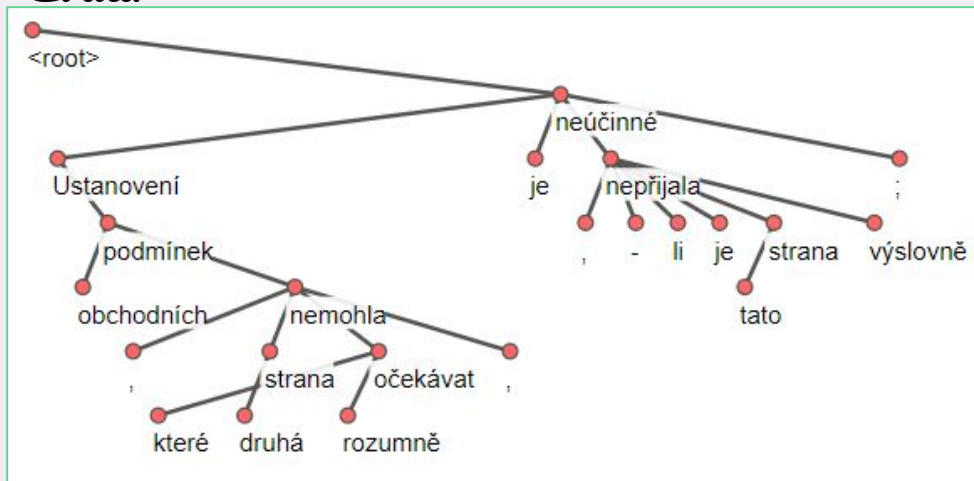 <root>
neúčinné
Ustanovení je nepřijala ;
podmínek , - li je strana výslovně
obchodních nemohla tato
, strana očekávat ,
které druhá rozumně